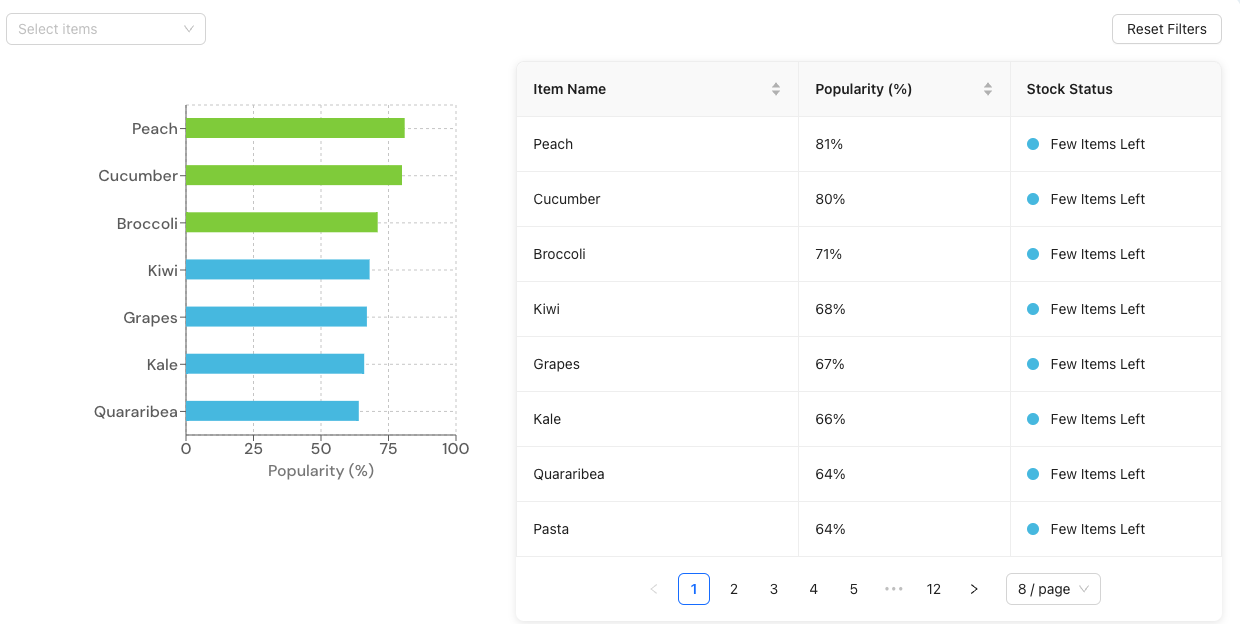 Select items
Reset Filters
Peach
Cucumber
Broccoli
Kiwi
Grapes
Kale
Quararibea
0 25 50 75 100
Popularity (%)
Item Name Popularity (%) Stock Status
Peach 81% Few Items Left
Cucumber 80% Few Items Left
Broccoli 71% Few Items Left
Kiwi 68% Few Items Left
Grapes 67% Few Items Left
Kale 66% Few Items Left
Quararibea 64% Few Items Left
Pasta 64% Few Items Left
< 1 2 3 4 5 ••• 12 > 8 / page